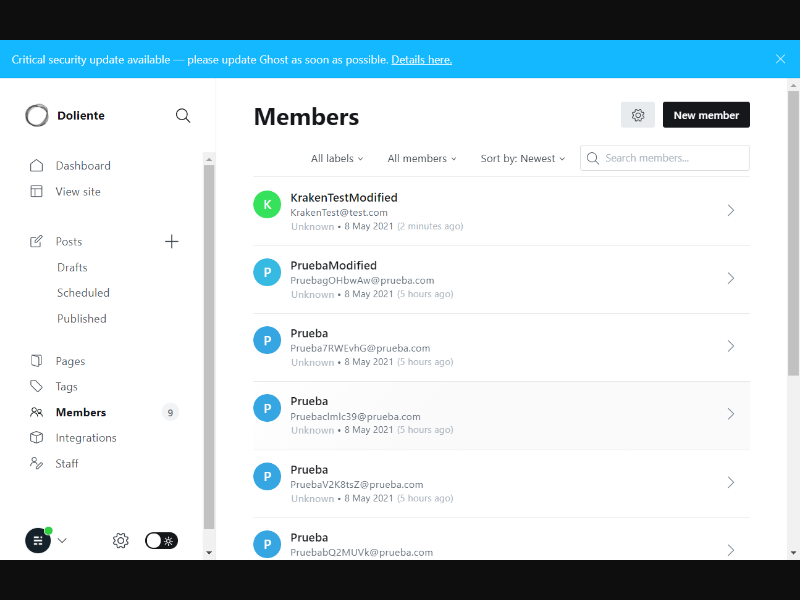 Critical security update available — please update Ghost as soon as possible. Details here.
Doliente
Dashboard
View site
Posts
Drafts
Scheduled
Published
Pages
Tags
Members 9
Integrations
Staff
Members
New member
All labels
All members
Sort by: Newest
Search members...
K
KrakenTestModified
KrakenTest@test.com
Unknown • 8 May 2021 (2 minutes ago)
P
PruebaModified
PruebagOHbwAw@prueba.com
Unknown • 8 May 2021 (5 hours ago)
P
Prueba
Prueba7RWEvhG@prueba.com
Unknown • 8 May 2021 (5 hours ago)
P
Prueba
Unknown • 8 May 2021 (5 hours ago)
P
Prueba
PruebaV2K8tsZ@prueba.com
Unknown • 8 May 2021 (5 hours ago)
P
Prueba
PruebabQ2MUVk@prueba.com